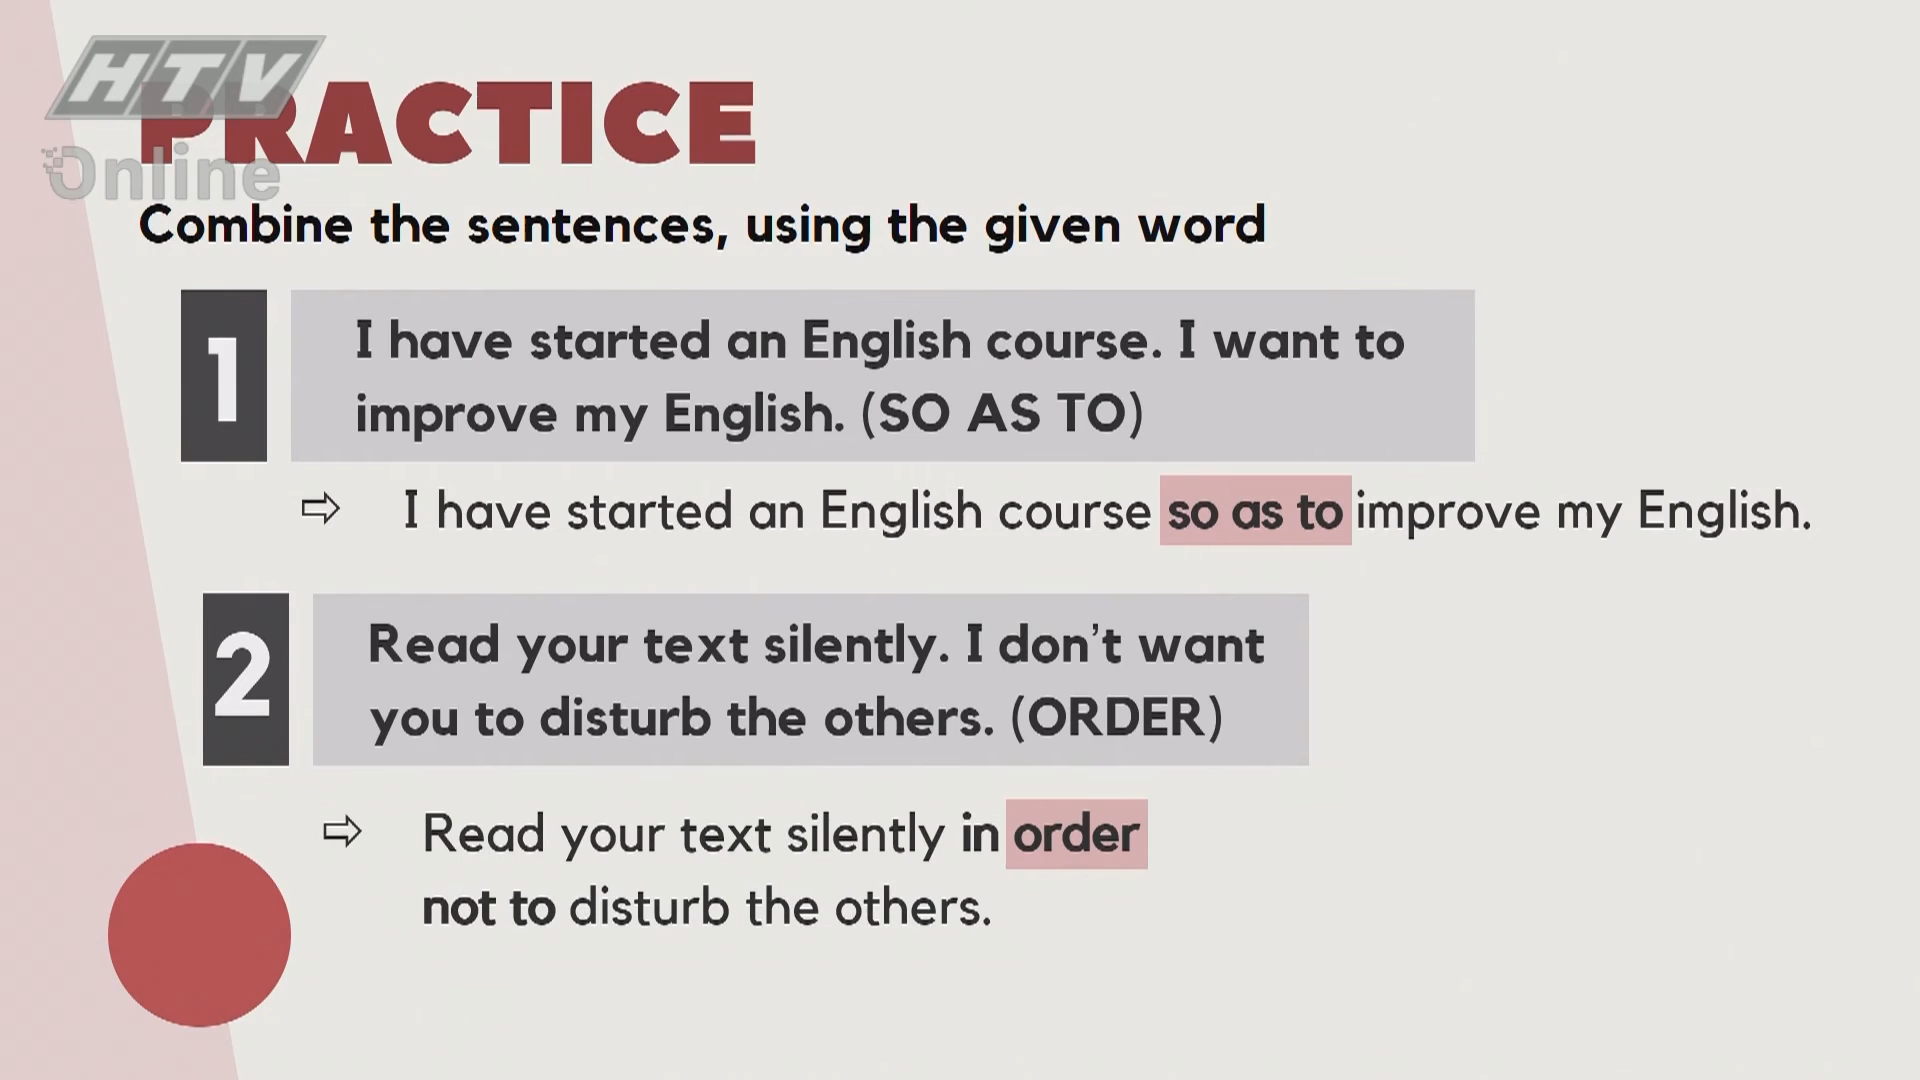 HTV
PRACTICE
Online
Combine the sentences, using the given word
1
I have started an English course. I want to
improve my English. (SO AS TO)
⇨ I have started an English course so as to improve my English.
2
Read your text silently. I don't want
you to disturb the others. (ORDER)
⇨ Read your text silently in order
not to disturb the others.